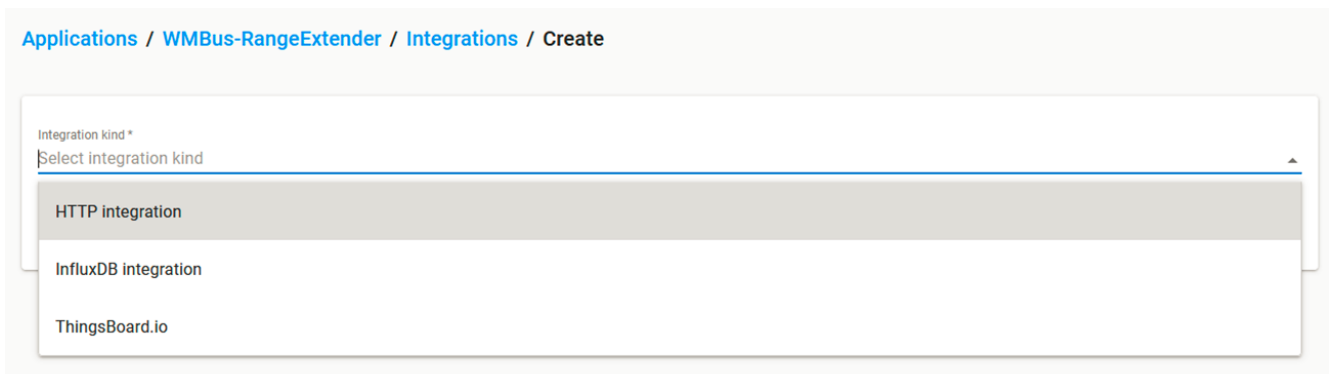 Applications / WMBus-RangeExtender / Integrations / Create
Integration kind *
Select integration kind
HTTP integration
InfluxDB integration
ThingsBoard.io